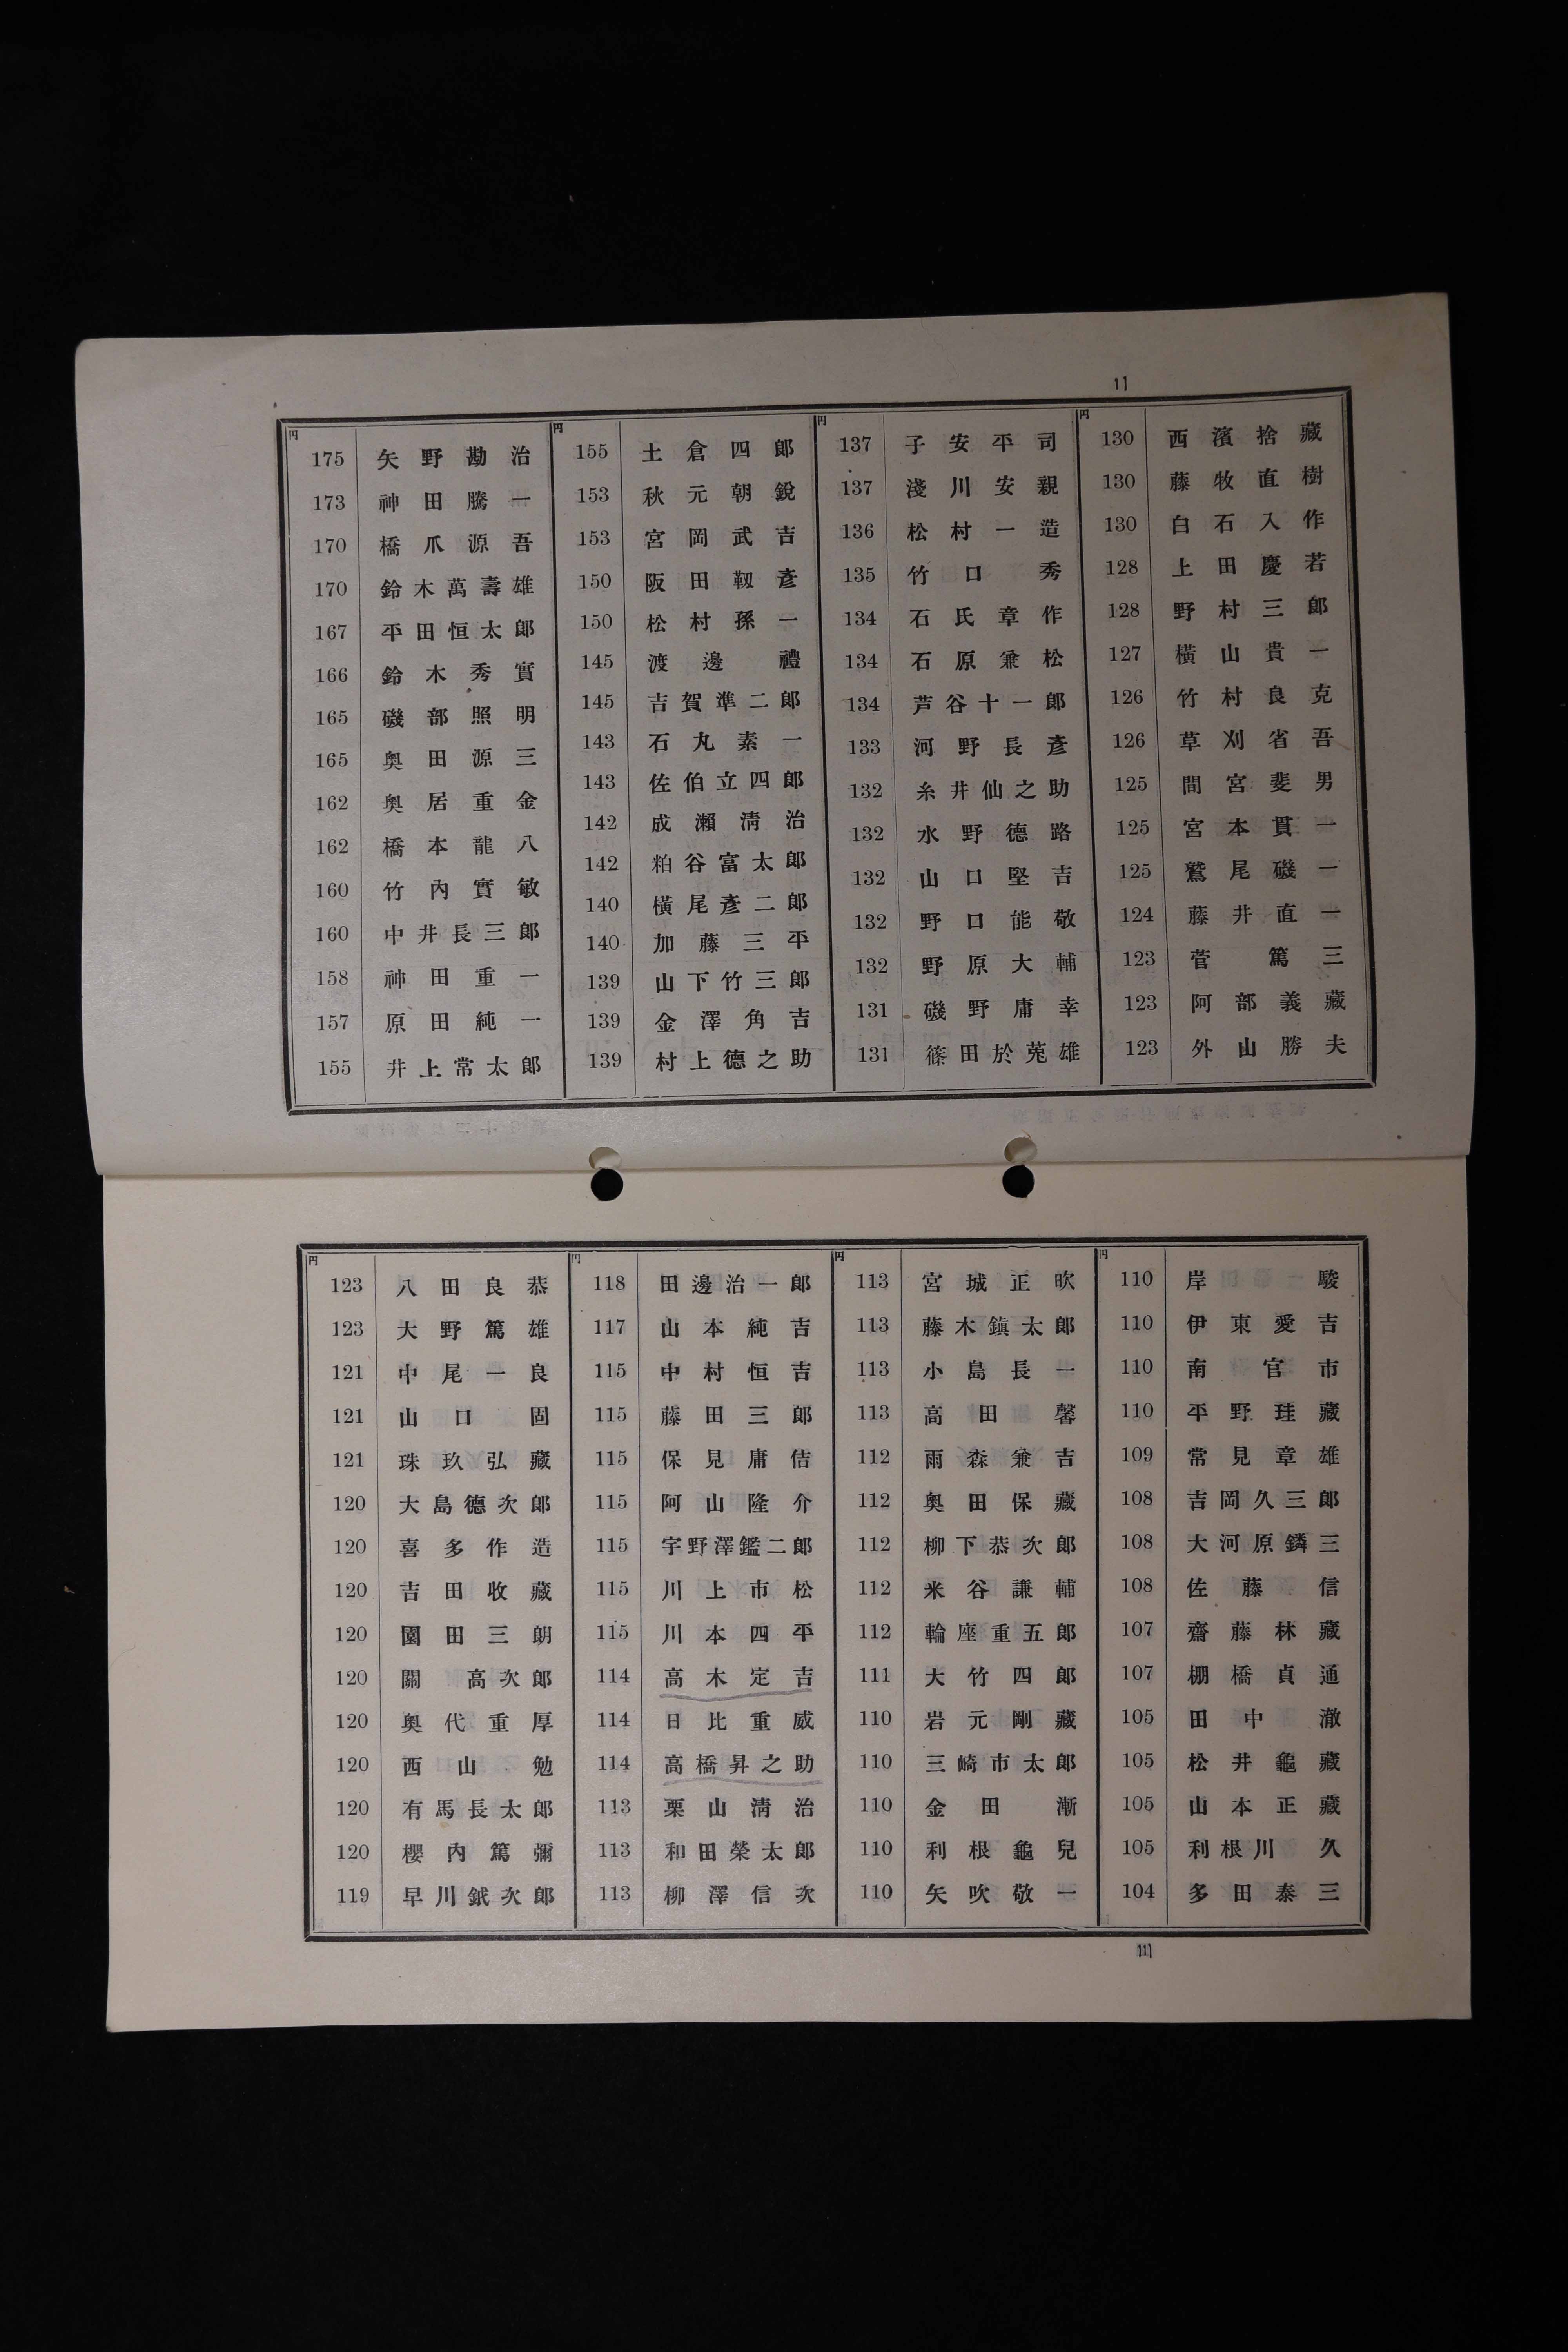 11
円
175 矢野勘治
173 神田騰一
170 橋爪源吾
170 鈴木萬壽雄
167 平田恒太郎
166 鈴木秀實
165 磯部照明
165 奥田源三
162 奥居重金
162 橋本龍八
160 竹内實敏
160 中井長三郎
158 神田重一
157 原田純一
155 井上常太郎
円
155 土倉四郎
153 秋元朝銳
153 宮岡武吉
150 阪田靱彥
150 松村孫一
145 渡邊禮
145 吉賀準二郎
143 石丸素一
143 佐伯立四郎
142 成瀨淸治
142 粕谷富太郎
140 橫尾彥二郎
140 加藤三平
139 山下竹三郎
139 金澤角吉
139 村上德之助
円
137 子安平司
137 淺川安親
136 松村一造
135 竹口秀
134 石氏章作
134 石原兼松
134 芦谷十一郎
133 河野長彥
132 糸井仙之助
132 水野德路
132 山口堅吉
132 野口能敬
132 野原大輔
131 磯野庸幸
131 篠田於菟雄
円
130 西濱捨藏
130 藤牧直樹
130 白石入作
128 上田慶若
128 野村三郎
127 橫山貴一
126 竹村良克
126 草刈省吾
125 間宮斐男
125 宮本貫一
125 鷲尾磯一
124 藤井直一
123 菅篤三
123 阿部義藏
123 外山勝夫
円
123 八田良恭
123 大野篤雄
121 中尾一良
121 山口固
121 珠玖弘藏
120 大島德次郎
120 喜多作造
120 吉田收藏
120 園田三朗
120 關高次郎
120 奥代重厚
120 西山勉
120 有馬長太郎
120 櫻内篤彌
119 早川鉞次郎
円
118 田邊治一郎
117 山本純吉
115 中村恒吉
115 藤田三郎
115 保見庸佶
115 阿山隆介
115 宇野澤鑑二郎
115 川上市松
115 川本四平
114 高木定吉
114 日比重威
114 高橋昇之助
113 栗山淸治
113 和田榮太郎
113 柳澤信次
円
113 宮城正㕤
113 藤木鎭太郎
113 小島長一
113 高田馨
112 雨森兼吉
112 奥田保藏
112 柳下恭次郎
112 米谷謙輔
112 輪座重五郎
111 大竹四郎
110 岩元剛藏
110 三崎市太郎
110 金田漸
110 利根龜兒
110 矢吹敬一
円
110 岸駿
110 伊東愛吉
110 南官市
110 平野珪藏
109 常見章雄
108 吉岡久三郎
108 大河原鏻三
108 佐藤信
107 齋藤林藏
107 棚橋貞通
105 田中澈
105 松井龜藏
105 山本正藏
105 利根川久
104 多田泰三